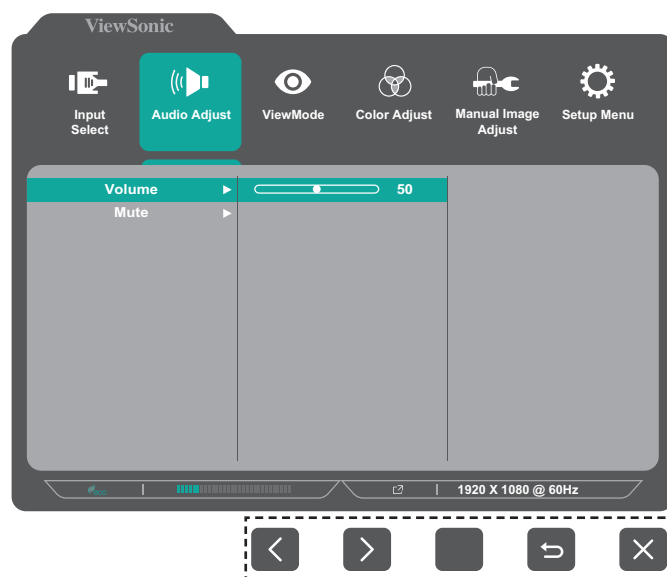 ViewSonic
Input
Select
Audio Adjust
ViewMode
Color Adjust
Manual Image
Adjust
Setup Menu
Volume
50
Mute
ecc
1920 X 1080 @ 60Hz